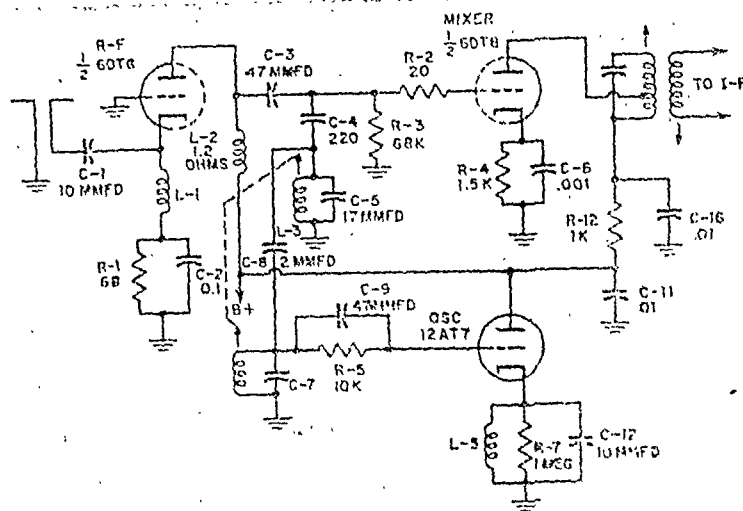 MIXER
1/2 6DT8
R-F
1/2 6DT8
C-3
47 MMFD
R-2
20
TO I-F
C-4
220
R-3
68K
L-2
1.2
OHMS
C-1
10 MMFD
L-1
R-4
1.5K
C-6
.001
C-5
17 MMFD
L-3
R-12
1K
C-16
.01
R-1
68
C-2
0.1
C-8
2 MMFD
C-11
.01
B+
C-9
47 MMFD
OSC
12AT7
R-5
10K
C-7
L-5
R-7
1 MEG
C-12
10 MMFD